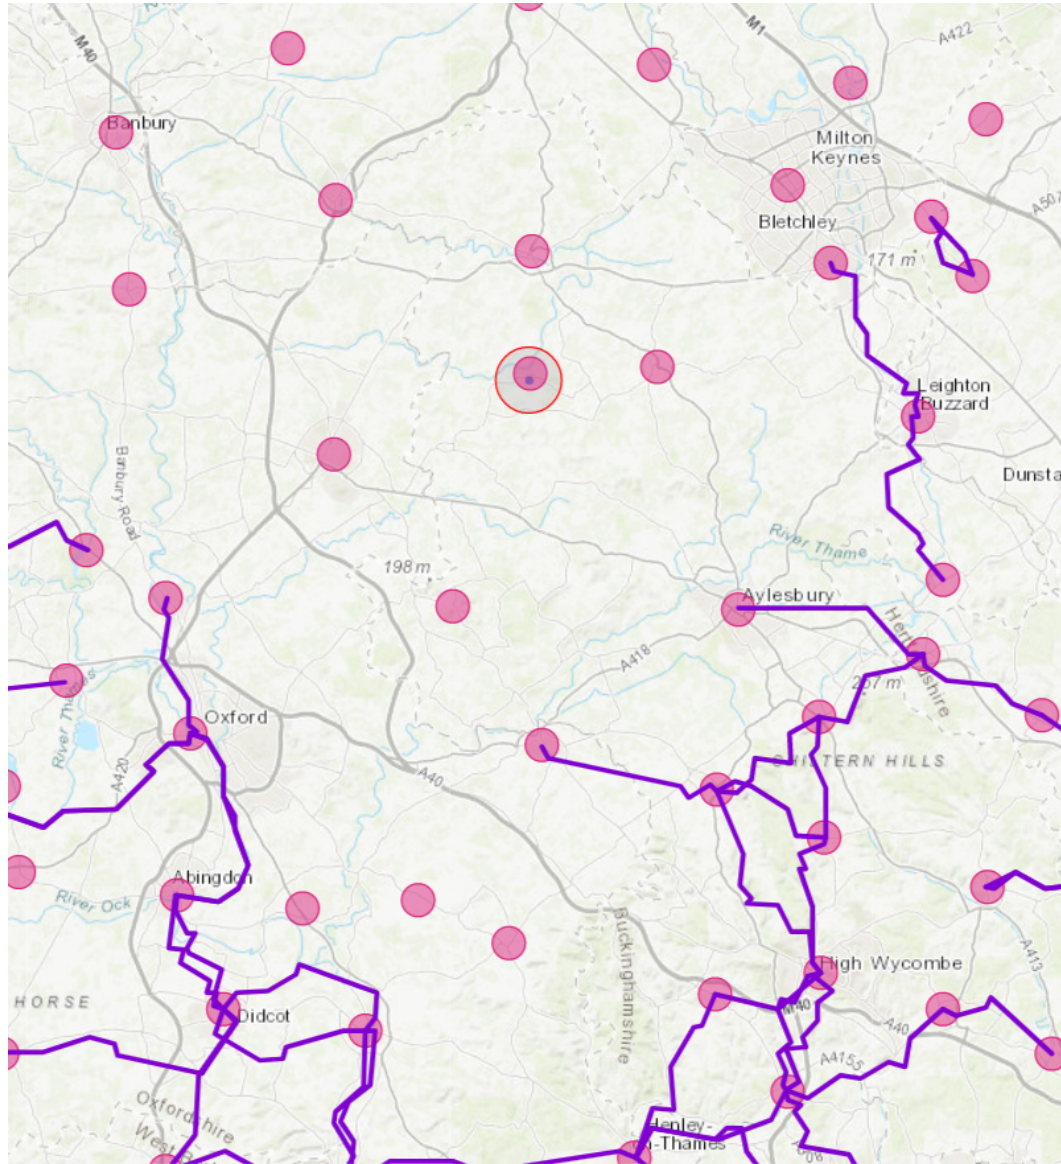 M40
M1
A422
Banbury
Milton
Keynes
A507
Bletchley
171 m
Leighton
Buzzard
Banbury Road
Dunsta
River Thame
198 m
Aylesbury
Hertfordshire
A418
257 m
River Thames
Oxford
A420
A40
CHILTERN HILLS
Abingdon
River Ock
Buckinghamshire
A413
High Wycombe
HORSE
Didcot
M40
A40
A4155
Oxfordshire
Henley-
n-Thames